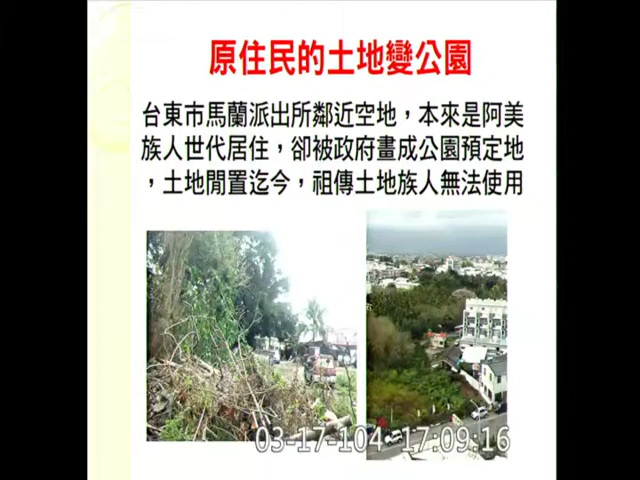 原住民的土地變公園
台東市馬蘭派出所鄰近空地，本來是阿美
族人世代居住，卻被政府畫成公園預定地
，土地閒置迄今，祖傳土地族人無法使用
03-17-104 17:09:16